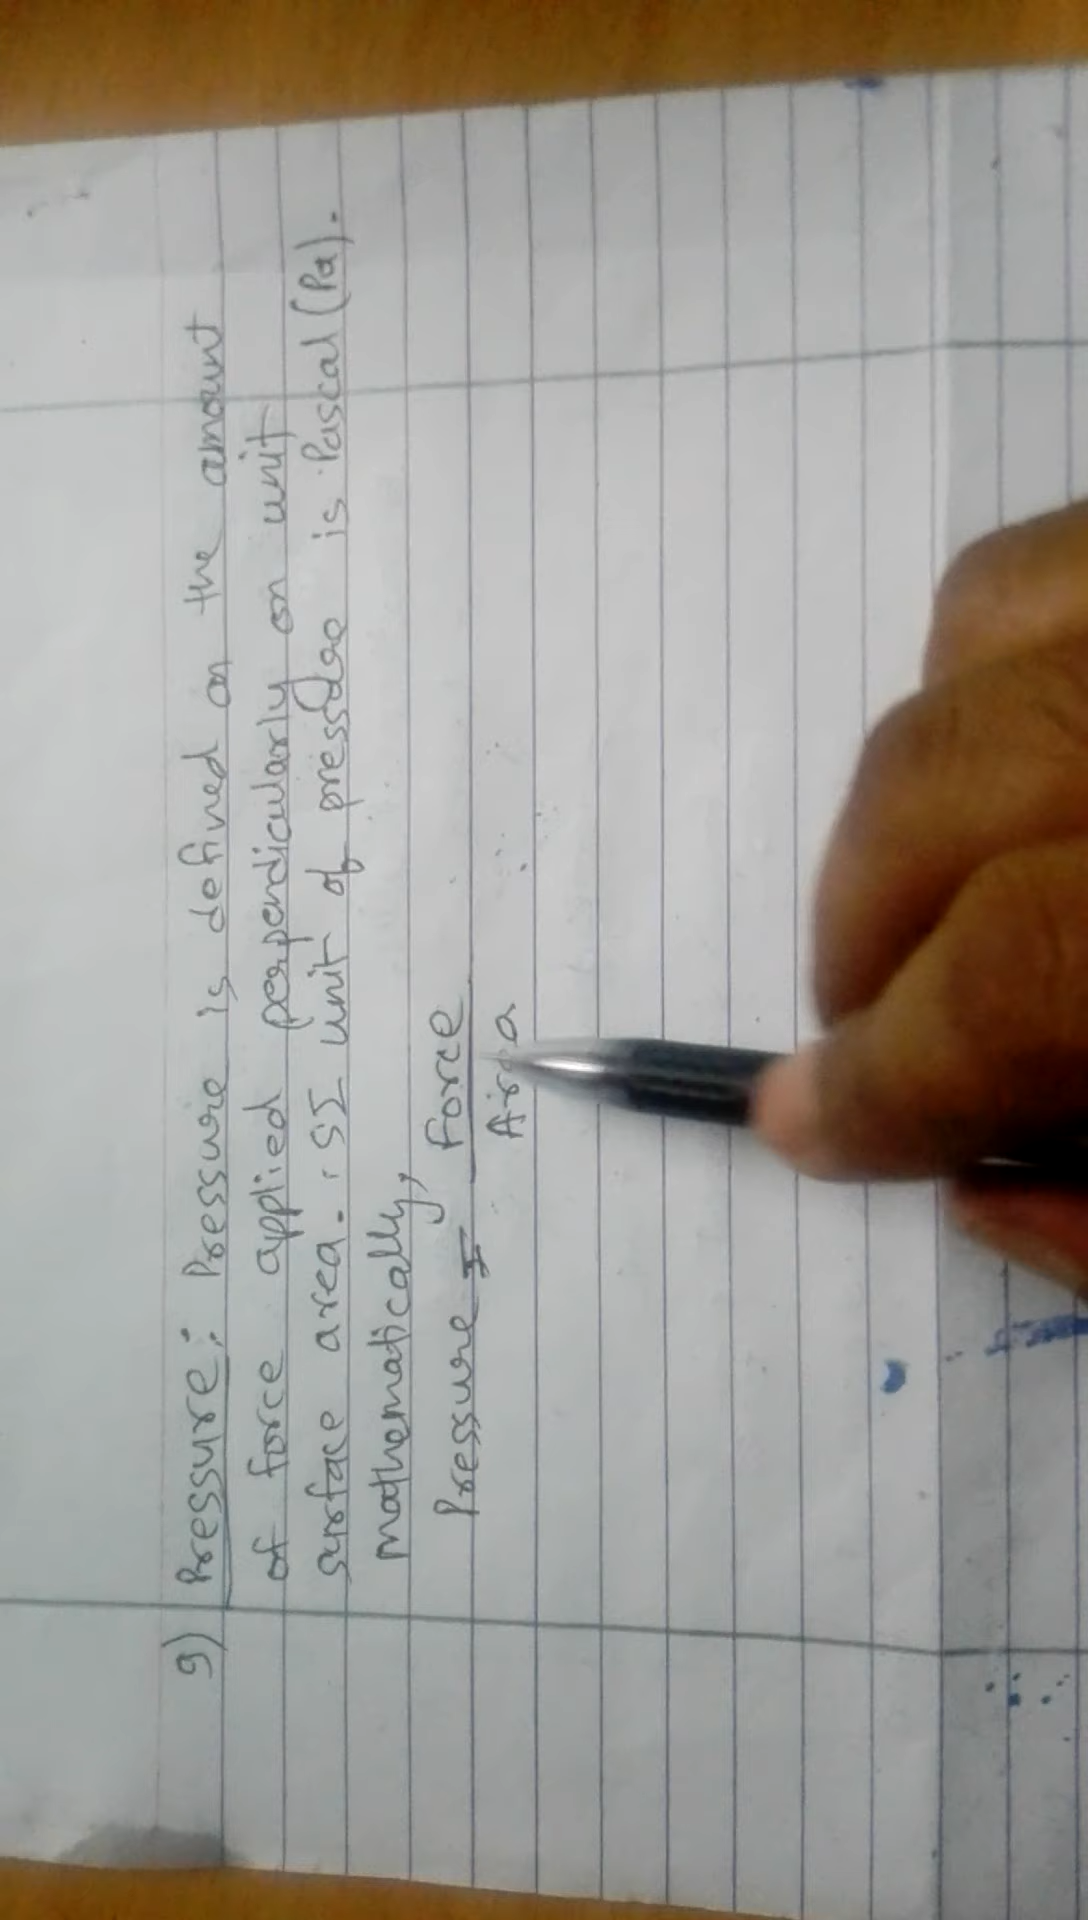 9) Pressure: Pressure is defined on the amount
of force applied perpendicularly on unit
surface area. SI unit of pressure is Pascal (Pa).
mathematically,
Pressure = Force
Area